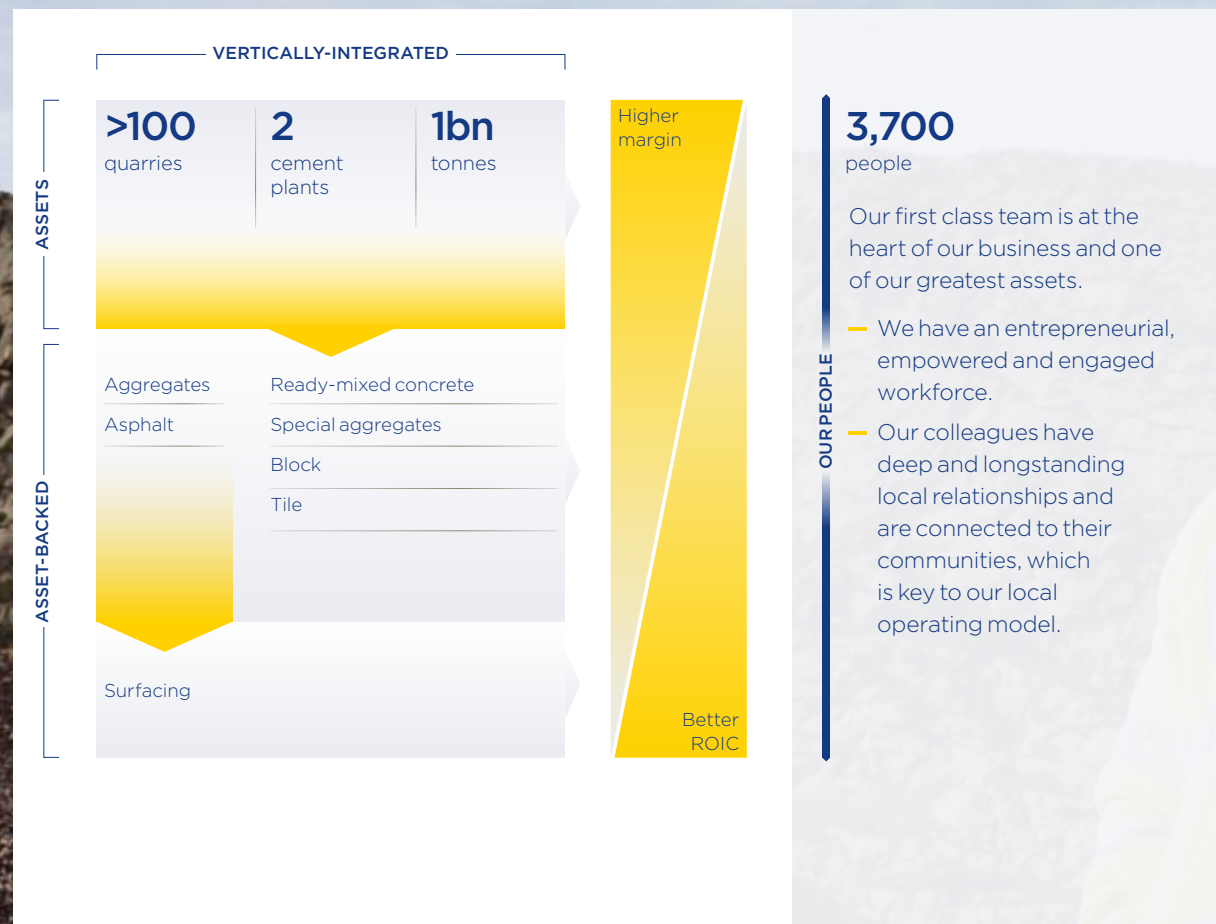 VERTICALLY-INTEGRATED
ASSETS
>100
quarries
2
cement
plants
1bn
tonnes
Higher
margin
ASSET-BACKED
Aggregates
Asphalt
Ready-mixed concrete
Special aggregates
Block
Tile
Surfacing
Better
ROIC
OUR PEOPLE
3,700
people
Our first class team is at the
heart of our business and one
of our greatest assets.
We have an entrepreneurial,
empowered and engaged
workforce.
Our colleagues have
deep and longstanding
local relationships and
are connected to their
communities, which
is key to our local
operating model.